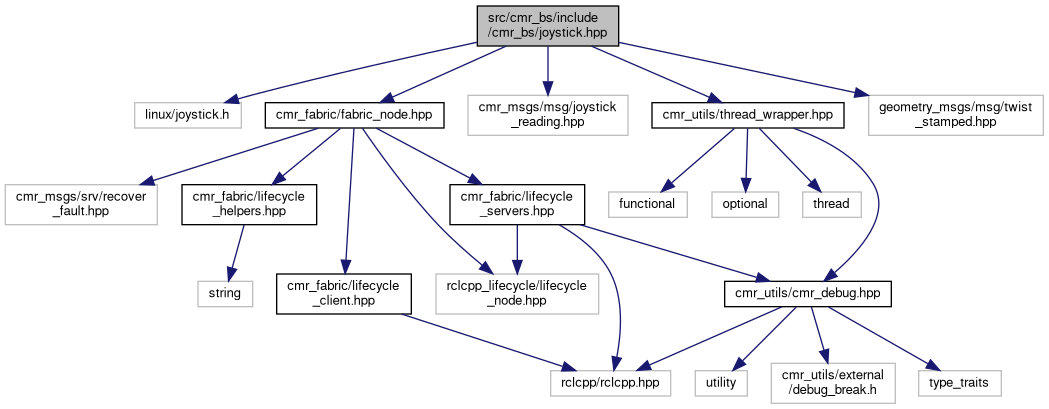 src/cmr_bs/include
/cmr_bs/joystick.hpp
linux/joystick.h
cmr_fabric/fabric_node.hpp
cmr_msgs/msg/joystick
_reading.hpp
cmr_utils/thread_wrapper.hpp
geometry_msgs/msg/twist
_stamped.hpp
cmr_msgs/srv/recover
_fault.hpp
cmr_fabric/lifecycle
_helpers.hpp
cmr_fabric/lifecycle
_servers.hpp
functional
optional
thread
string
cmr_fabric/lifecycle
_client.hpp
rclcpp_lifecycle/lifecycle
_node.hpp
cmr_utils/cmr_debug.hpp
rclcpp/rclcpp.hpp
utility
cmr_utils/external
/debug_break.h
type_traits